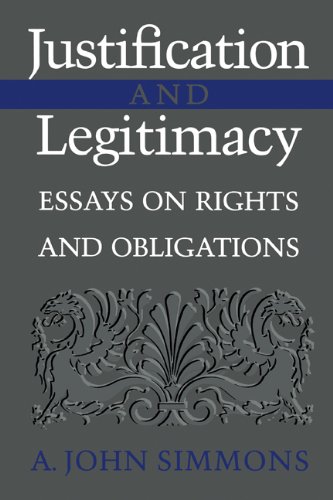 Justification
AND
Legitimacy
ESSAYS ON RIGHTS
AND OBLIGATIONS
A. JOHN SIMMONS